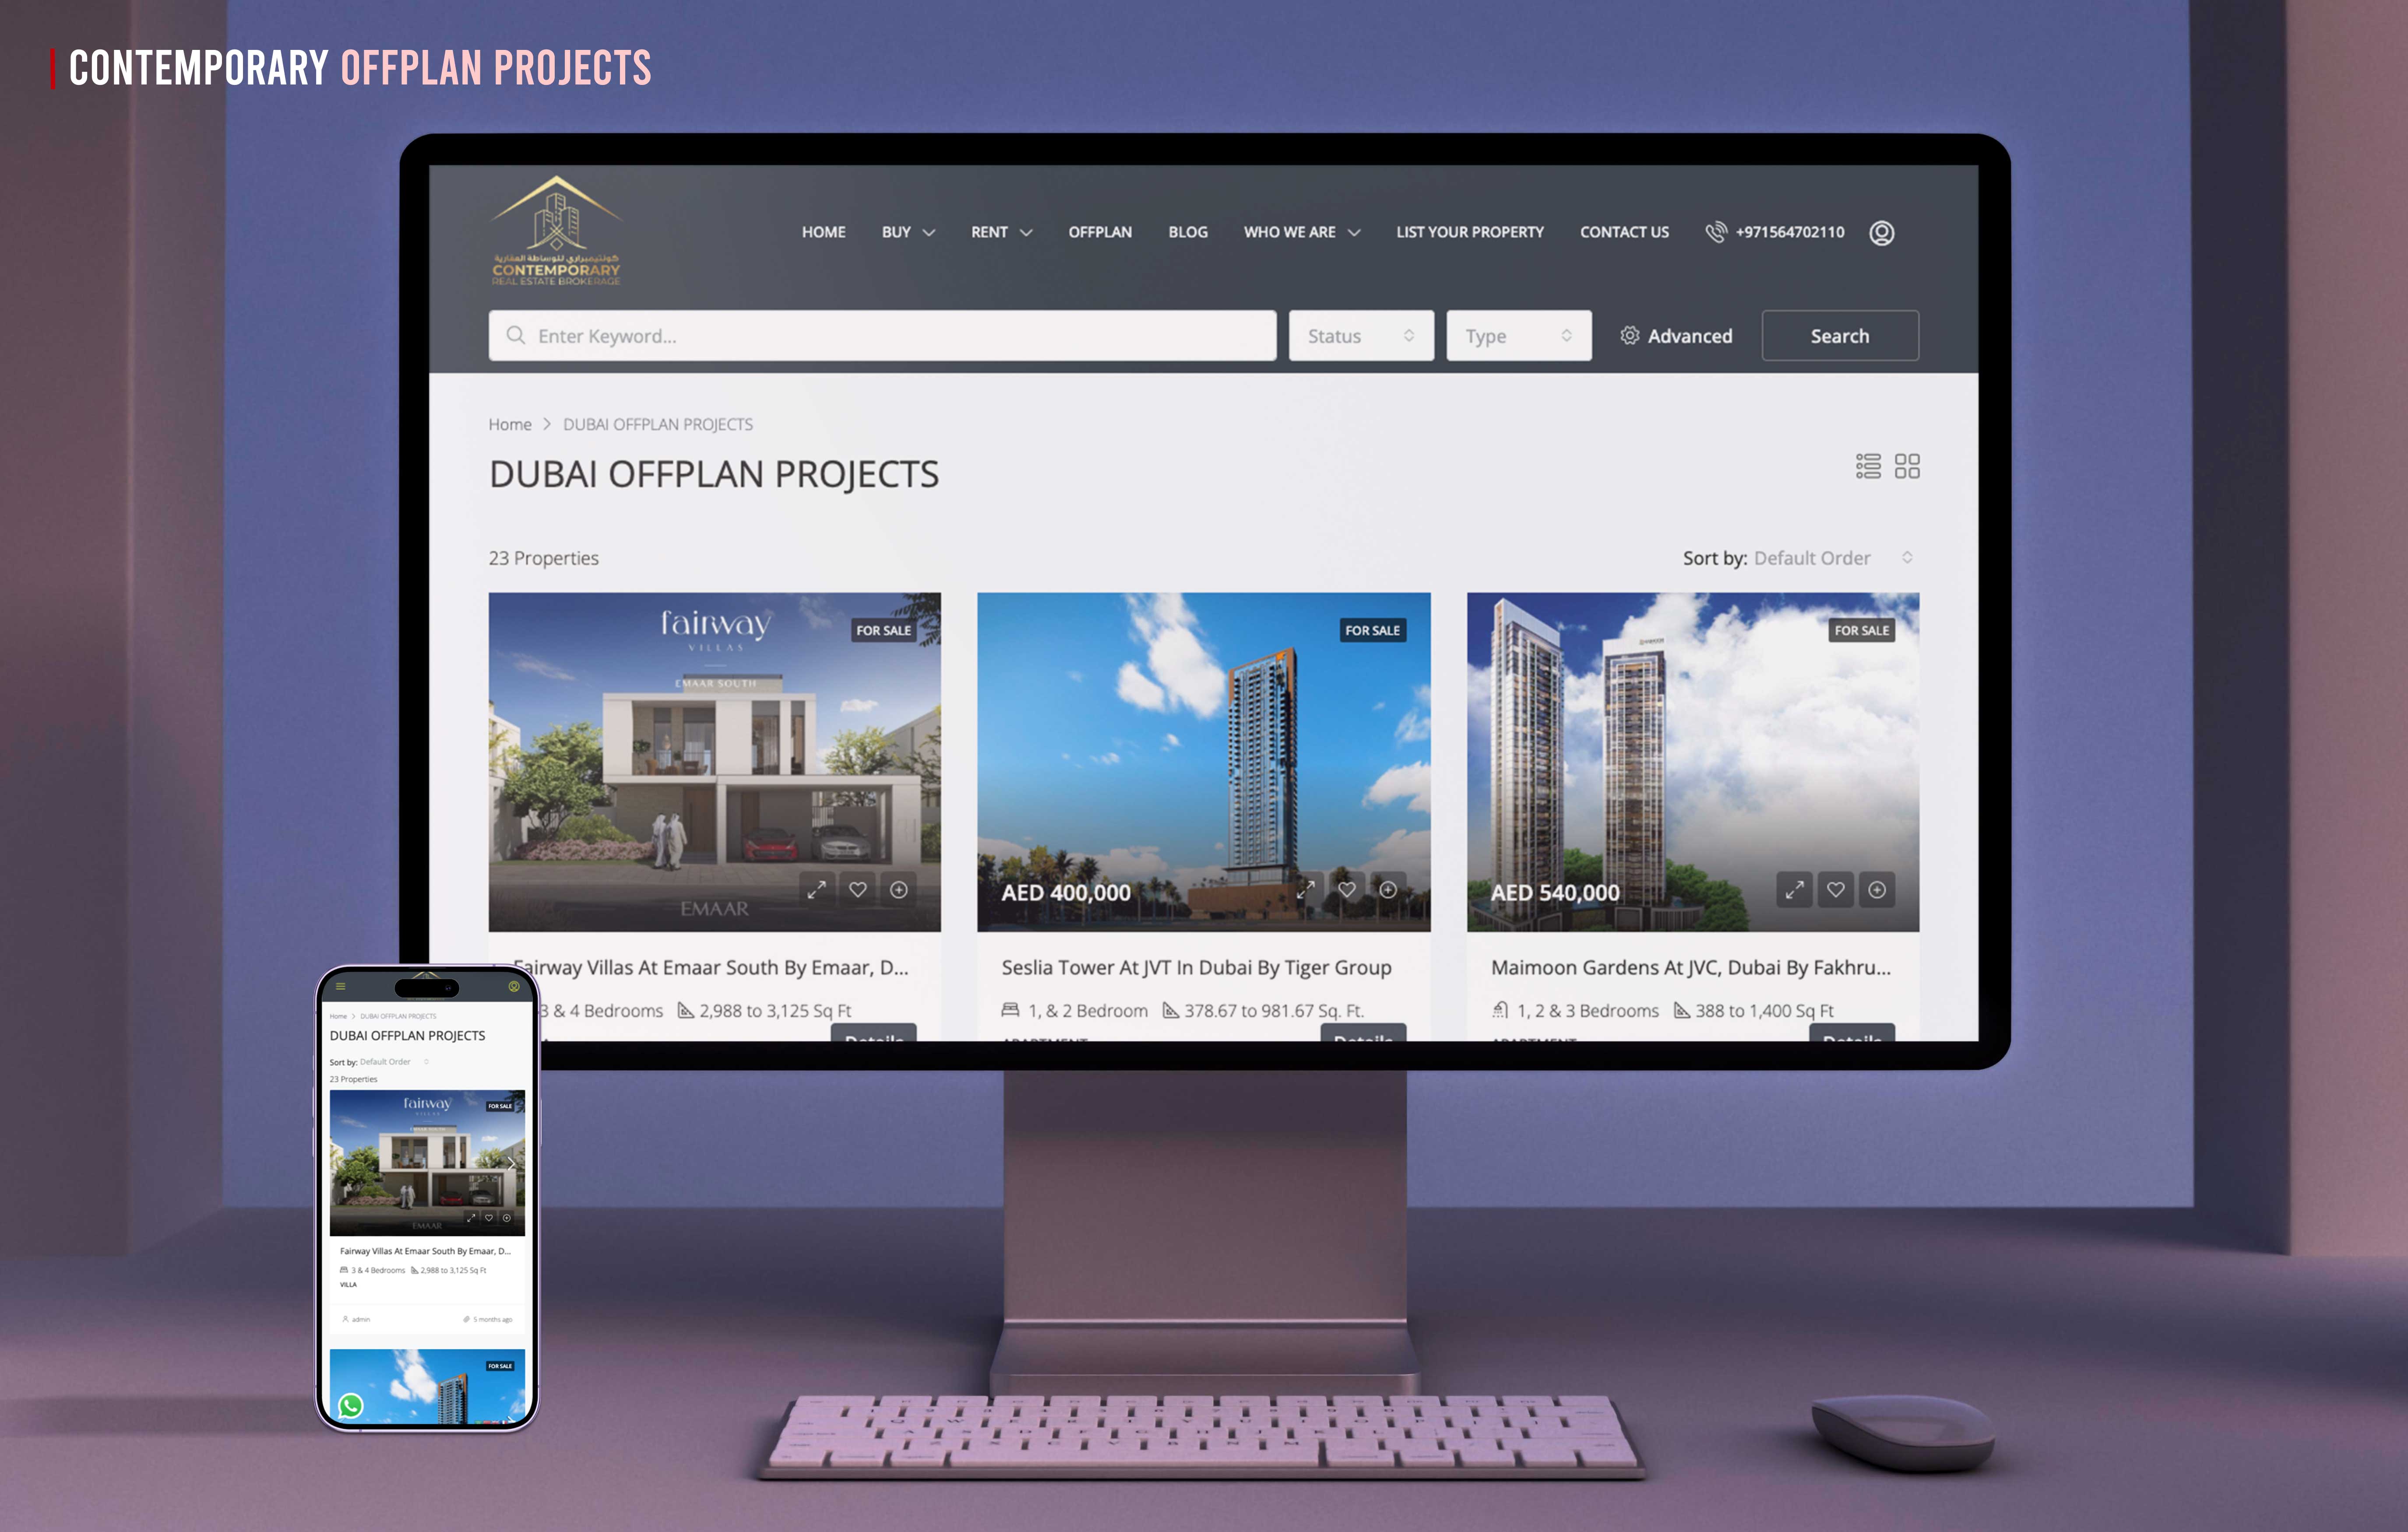 CONTEMPORARY OFFPLAN PROJECTS
كونتيمبراري للوساطة العقارية
CONTEMPORARY
REAL ESTATE BROKERAGE
HOME BUY RENT OFFPLAN BLOG WHO WE ARE LIST YOUR PROPERTY CONTACT US +971564702110
Enter Keyword... Status Type Advanced Search
Home > DUBAI OFFPLAN PROJECTS
DUBAI OFFPLAN PROJECTS
23 Properties
Sort by: Default Order
fairway
VILLAS
EMAAR SOUTH
FOR SALE
EMAAR
Fairway Villas At Emaar South By Emaar, D...
3 & 4 Bedrooms 2,988 to 3,125 Sq Ft
Details
FOR SALE
AED 400,000
Seslia Tower At JVT In Dubai By Tiger Group
1, & 2 Bedroom 378.67 to 981.67 Sq. Ft.
APARTMENT
Details
FOR SALE
AED 540,000
Maimoon Gardens At JVC, Dubai By Fakhru...
1, 2 & 3 Bedrooms 388 to 1,400 Sq Ft
APARTMENT
Details
Home > DUBAI OFFPLAN PROJECTS
DUBAI OFFPLAN PROJECTS
Sort by: Default Order
23 Properties
fairway
VILLAS
EMAAR SOUTH
FOR SALE
EMAAR
Fairway Villas At Emaar South By Emaar, D...
3 & 4 Bedrooms 2,988 to 3,125 Sq Ft
VILLA
admin 5 months ago
FOR SALE